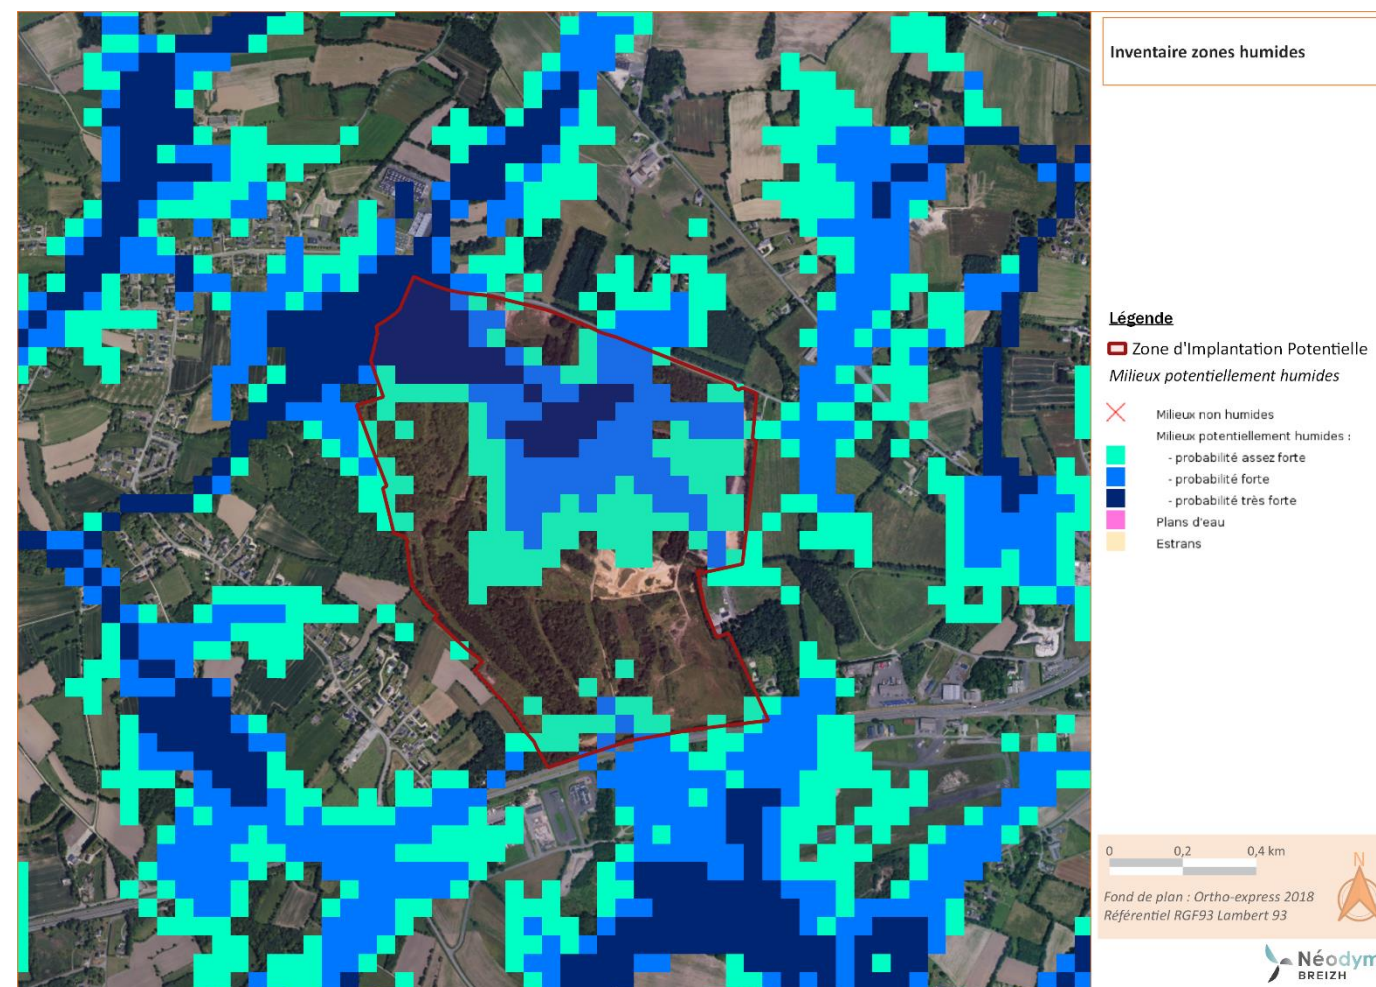 Inventaire zones humides
Légende
Zone d'Implantation Potentielle
Milieux potentiellement humides
Milieux non humides
Milieux potentiellement humides :
- probabilité assez forte
- probabilité forte
- probabilité très forte
Plans d'eau
Estrans
0 0,2 0,4 km
N
Fond de plan : Ortho-express 2018
Référentiel RGF93 Lambert 93
Néodym
BREIZH